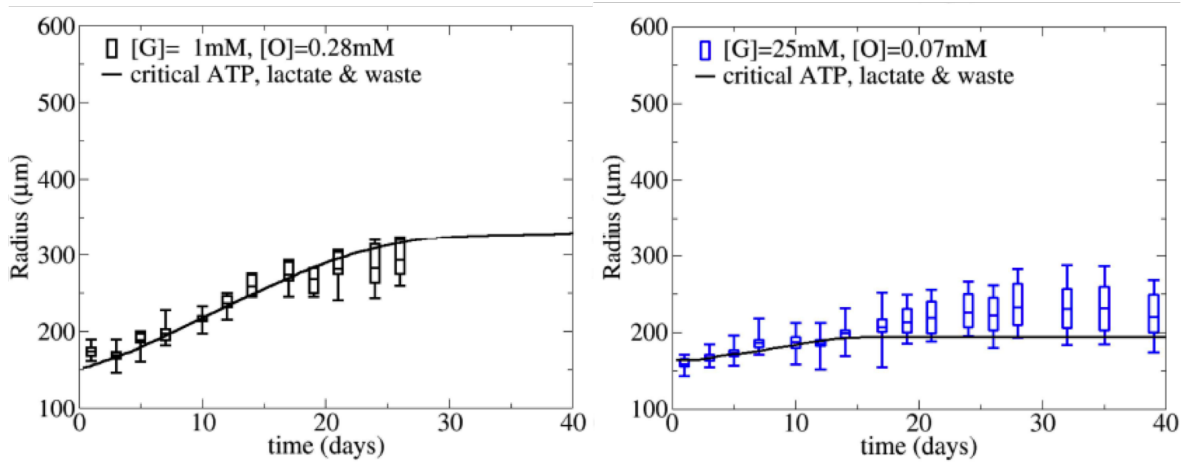 600
500
400
300
200
100
Radius (μm)
[G]= 1mM, [O]=0.28mM
critical ATP, lactate & waste
0 10 20 30 40
time (days)
600
500
400
300
200
100
Radius (μm)
[G]=25mM, [O]=0.07mM
critical ATP, lactate & waste
0 10 20 30 40
time (days)